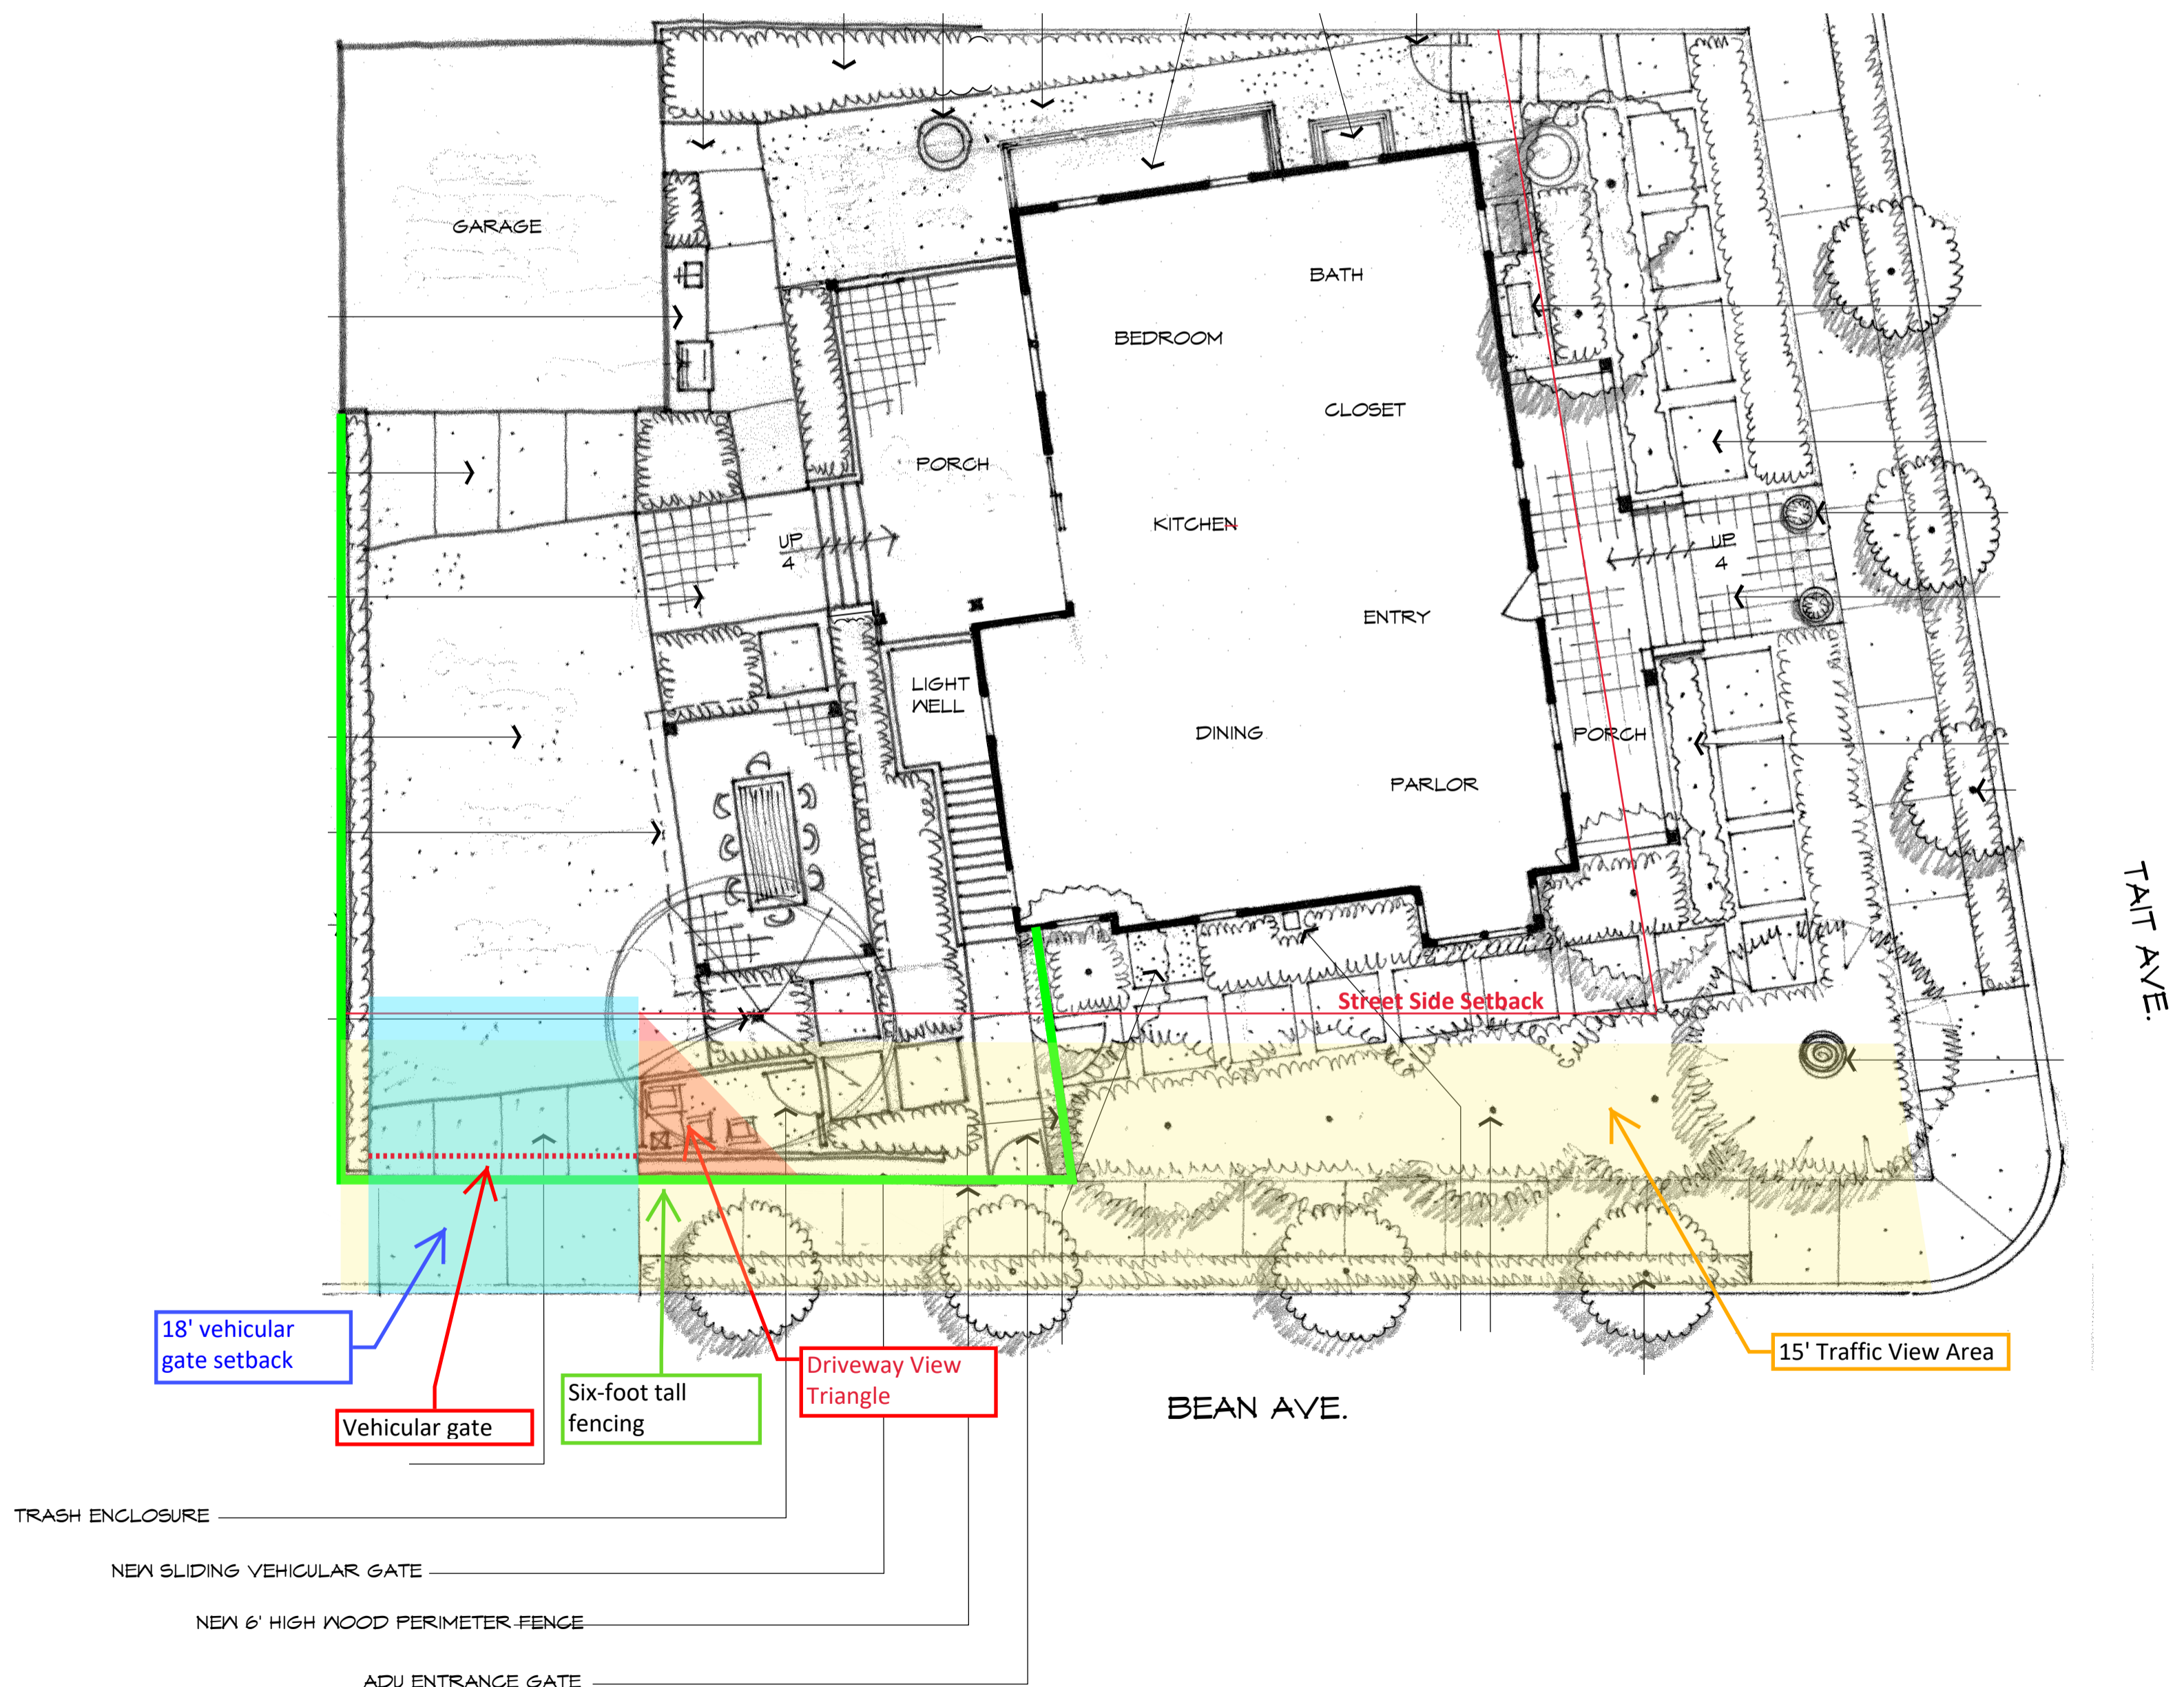 GARAGE
BATH
BEDROOM
CLOSET
PORCH
KITCHEN
UP
4
UP
4
ENTRY
LIGHT
WELL
DINING
PORCH
PARLOR
TAIT AVE.
Street Side Setback
18' vehicular
gate setback
Vehicular gate
Six-foot tall
fencing
Driveway View
Triangle
15' Traffic View Area
BEAN AVE.
TRASH ENCLOSURE
NEW SLIDING VEHICULAR GATE
NEW 6' HIGH WOOD PERIMETER FENCE
ADU ENTRANCE GATE